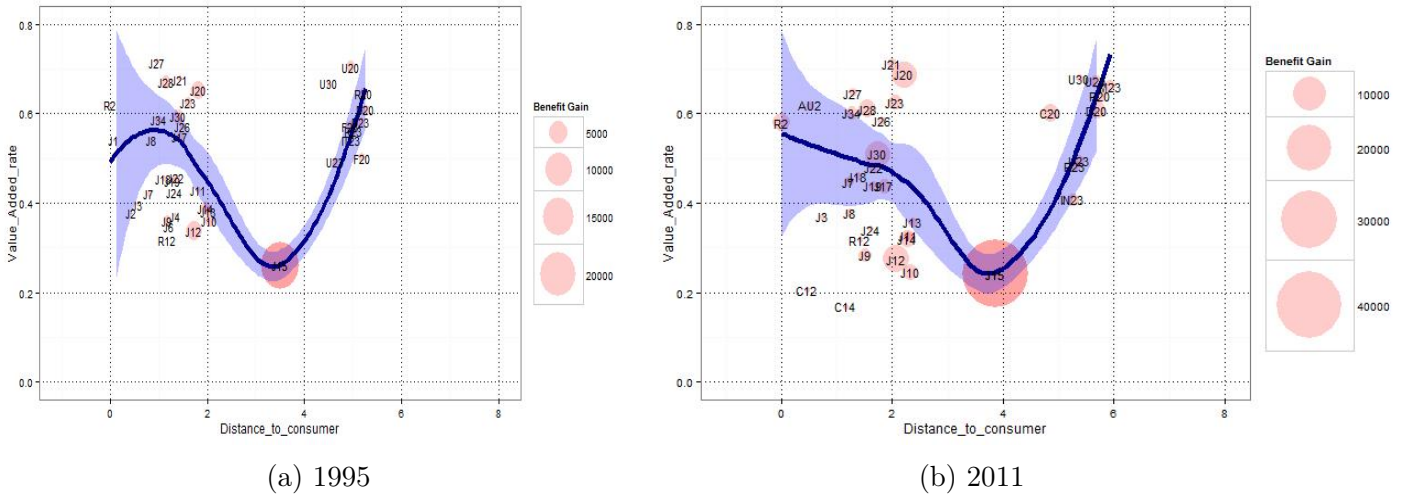 0.8
0.6
0.4
0.2
0.0
Value_Added_rate
0
2
4
6
8
Distance_to_consumer
R2
J1
J27
J28
J21
J20
J23
J30
J34
J26
J8
J17
J22
J24
J11
J7
J3
J2
J4
J9
J6
J14
J10
J12
R12
J15
U20
U30
U23
F20
Benefit Gain
5000
10000
15000
20000
(a) 1995
0.8
0.6
0.4
0.2
0.0
Value_Added_rate
0
2
4
6
8
Distance_to_consumer
R2
AU2
J21
J20
J27
J28
J23
J34
J26
J30
J22
J18
J7
J19
J17
J8
J3
J13
J24
J14
R12
J9
J12
J10
C12
C14
J15
C20
U30
IN23
Benefit Gain
10000
20000
30000
40000
(b) 2011